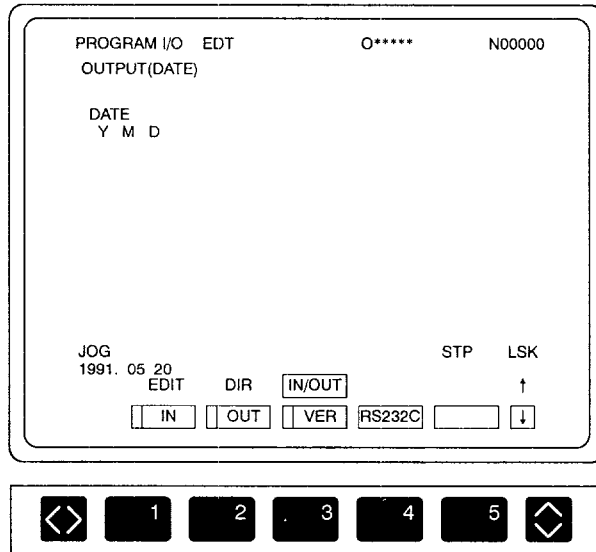 PROGRAM I/O EDT O***** N00000
OUTPUT(DATE)
DATE
Y M D
JOG STP LSK
1991. 05 20
EDIT DIR IN/OUT ↑
IN OUT VER RS232C ↓
1 2 3 4 5